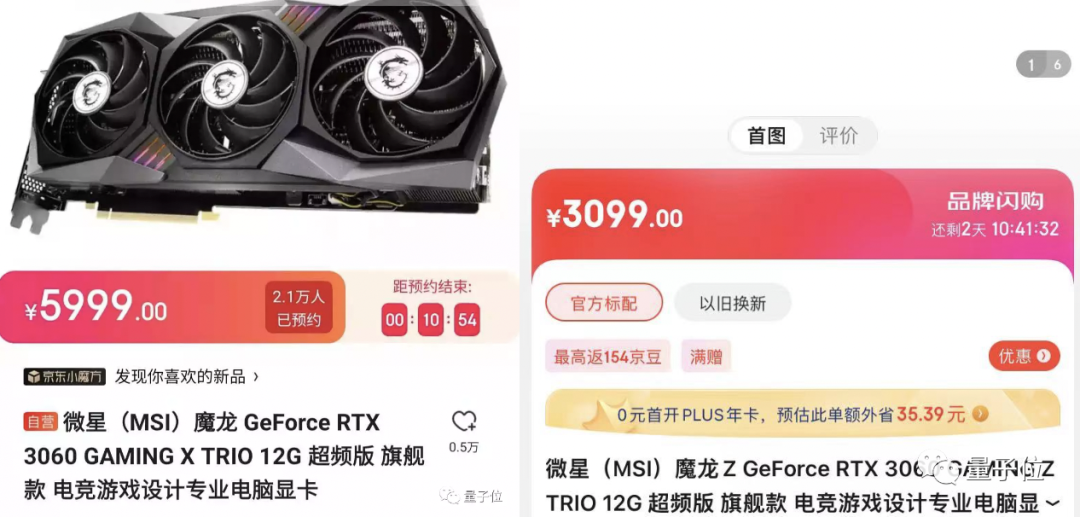 ¥5999.00
2.1万人
已预约
距预约结束:
00 : 10 : 54
京东小魔方 发现你喜欢的新品 ›
自营 微星（MSI）魔龙 GeForce RTX
3060 GAMING X TRIO 12G 超频版 旗舰
款 电竞游戏设计专业电脑显卡
0.5万
量子位
1 6
首图 评价
¥3099.00
品牌闪购
还剩2天 10:41:32
官方标配 以旧换新
最高返154京豆 满赠
优惠
0元首开PLUS年卡，预估此单额外省35.39元
微星（MSI）魔龙 Z GeForce RTX 3060 GAMING Z
TRIO 12G 超频版 旗舰款 电竞游戏设计专业电脑显
量子位